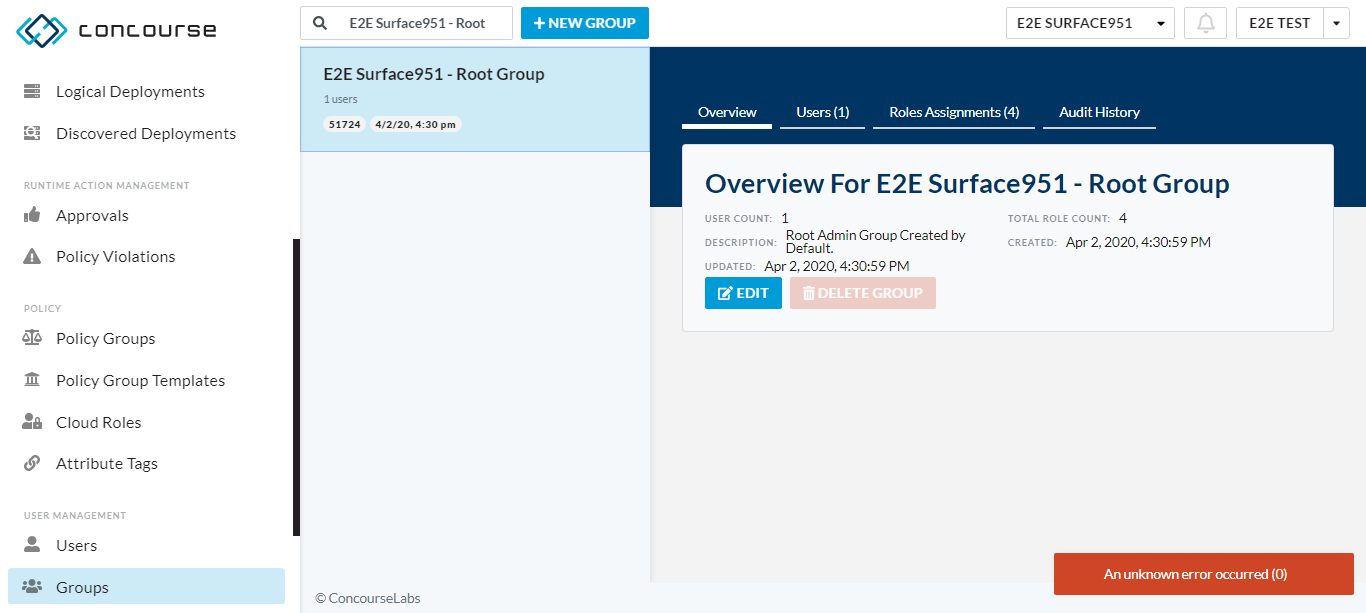 concourse
E2E Surface951 - Root
NEW GROUP
E2E SURFACE951
E2E TEST
Logical Deployments
Discovered Deployments
RUNTIME ACTION MANAGEMENT
Approvals
Policy Violations
POLICY
Policy Groups
Policy Group Templates
Cloud Roles
Attribute Tags
USER MANAGEMENT
Users
Groups
E2E Surface951 - Root Group
1 users
51724 4/2/20, 4:30 pm
Overview Users (1) Roles Assignments (4) Audit History
Overview For E2E Surface951 - Root Group
USER COUNT: 1
TOTAL ROLE COUNT: 4
DESCRIPTION: Root Admin Group Created by
Default.
CREATED: Apr 2, 2020, 4:30:59 PM
UPDATED: Apr 2, 2020, 4:30:59 PM
EDIT DELETE GROUP
An unknown error occurred (0)
© ConcourseLabs